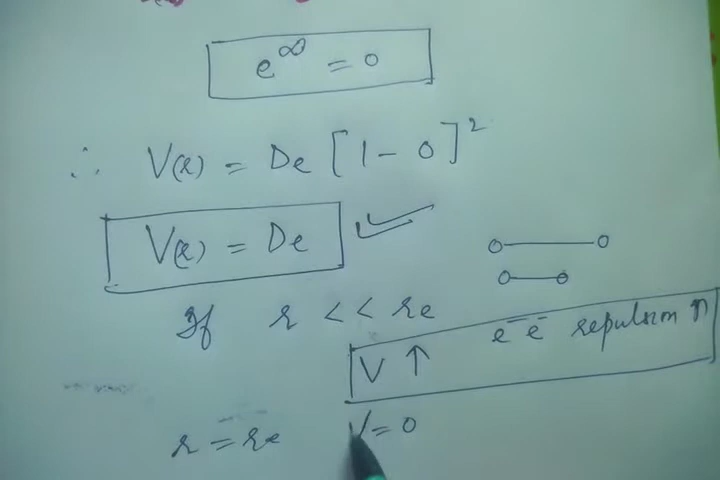 e^∞ = 0
∴ V(r) = De [1 - 0]²
V(r) = De
If r << re
V ↑ e⁻ e⁻ repulsion
r = re V = 0